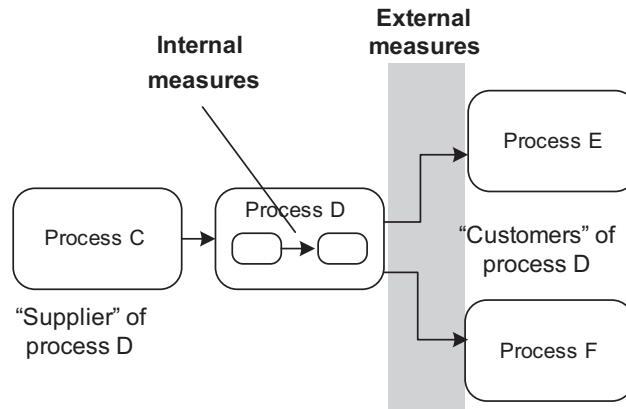 Internal
measures
External
measures
Process E
Process D
Process C
“Customers” of
process D
“Supplier” of
process D
Process F